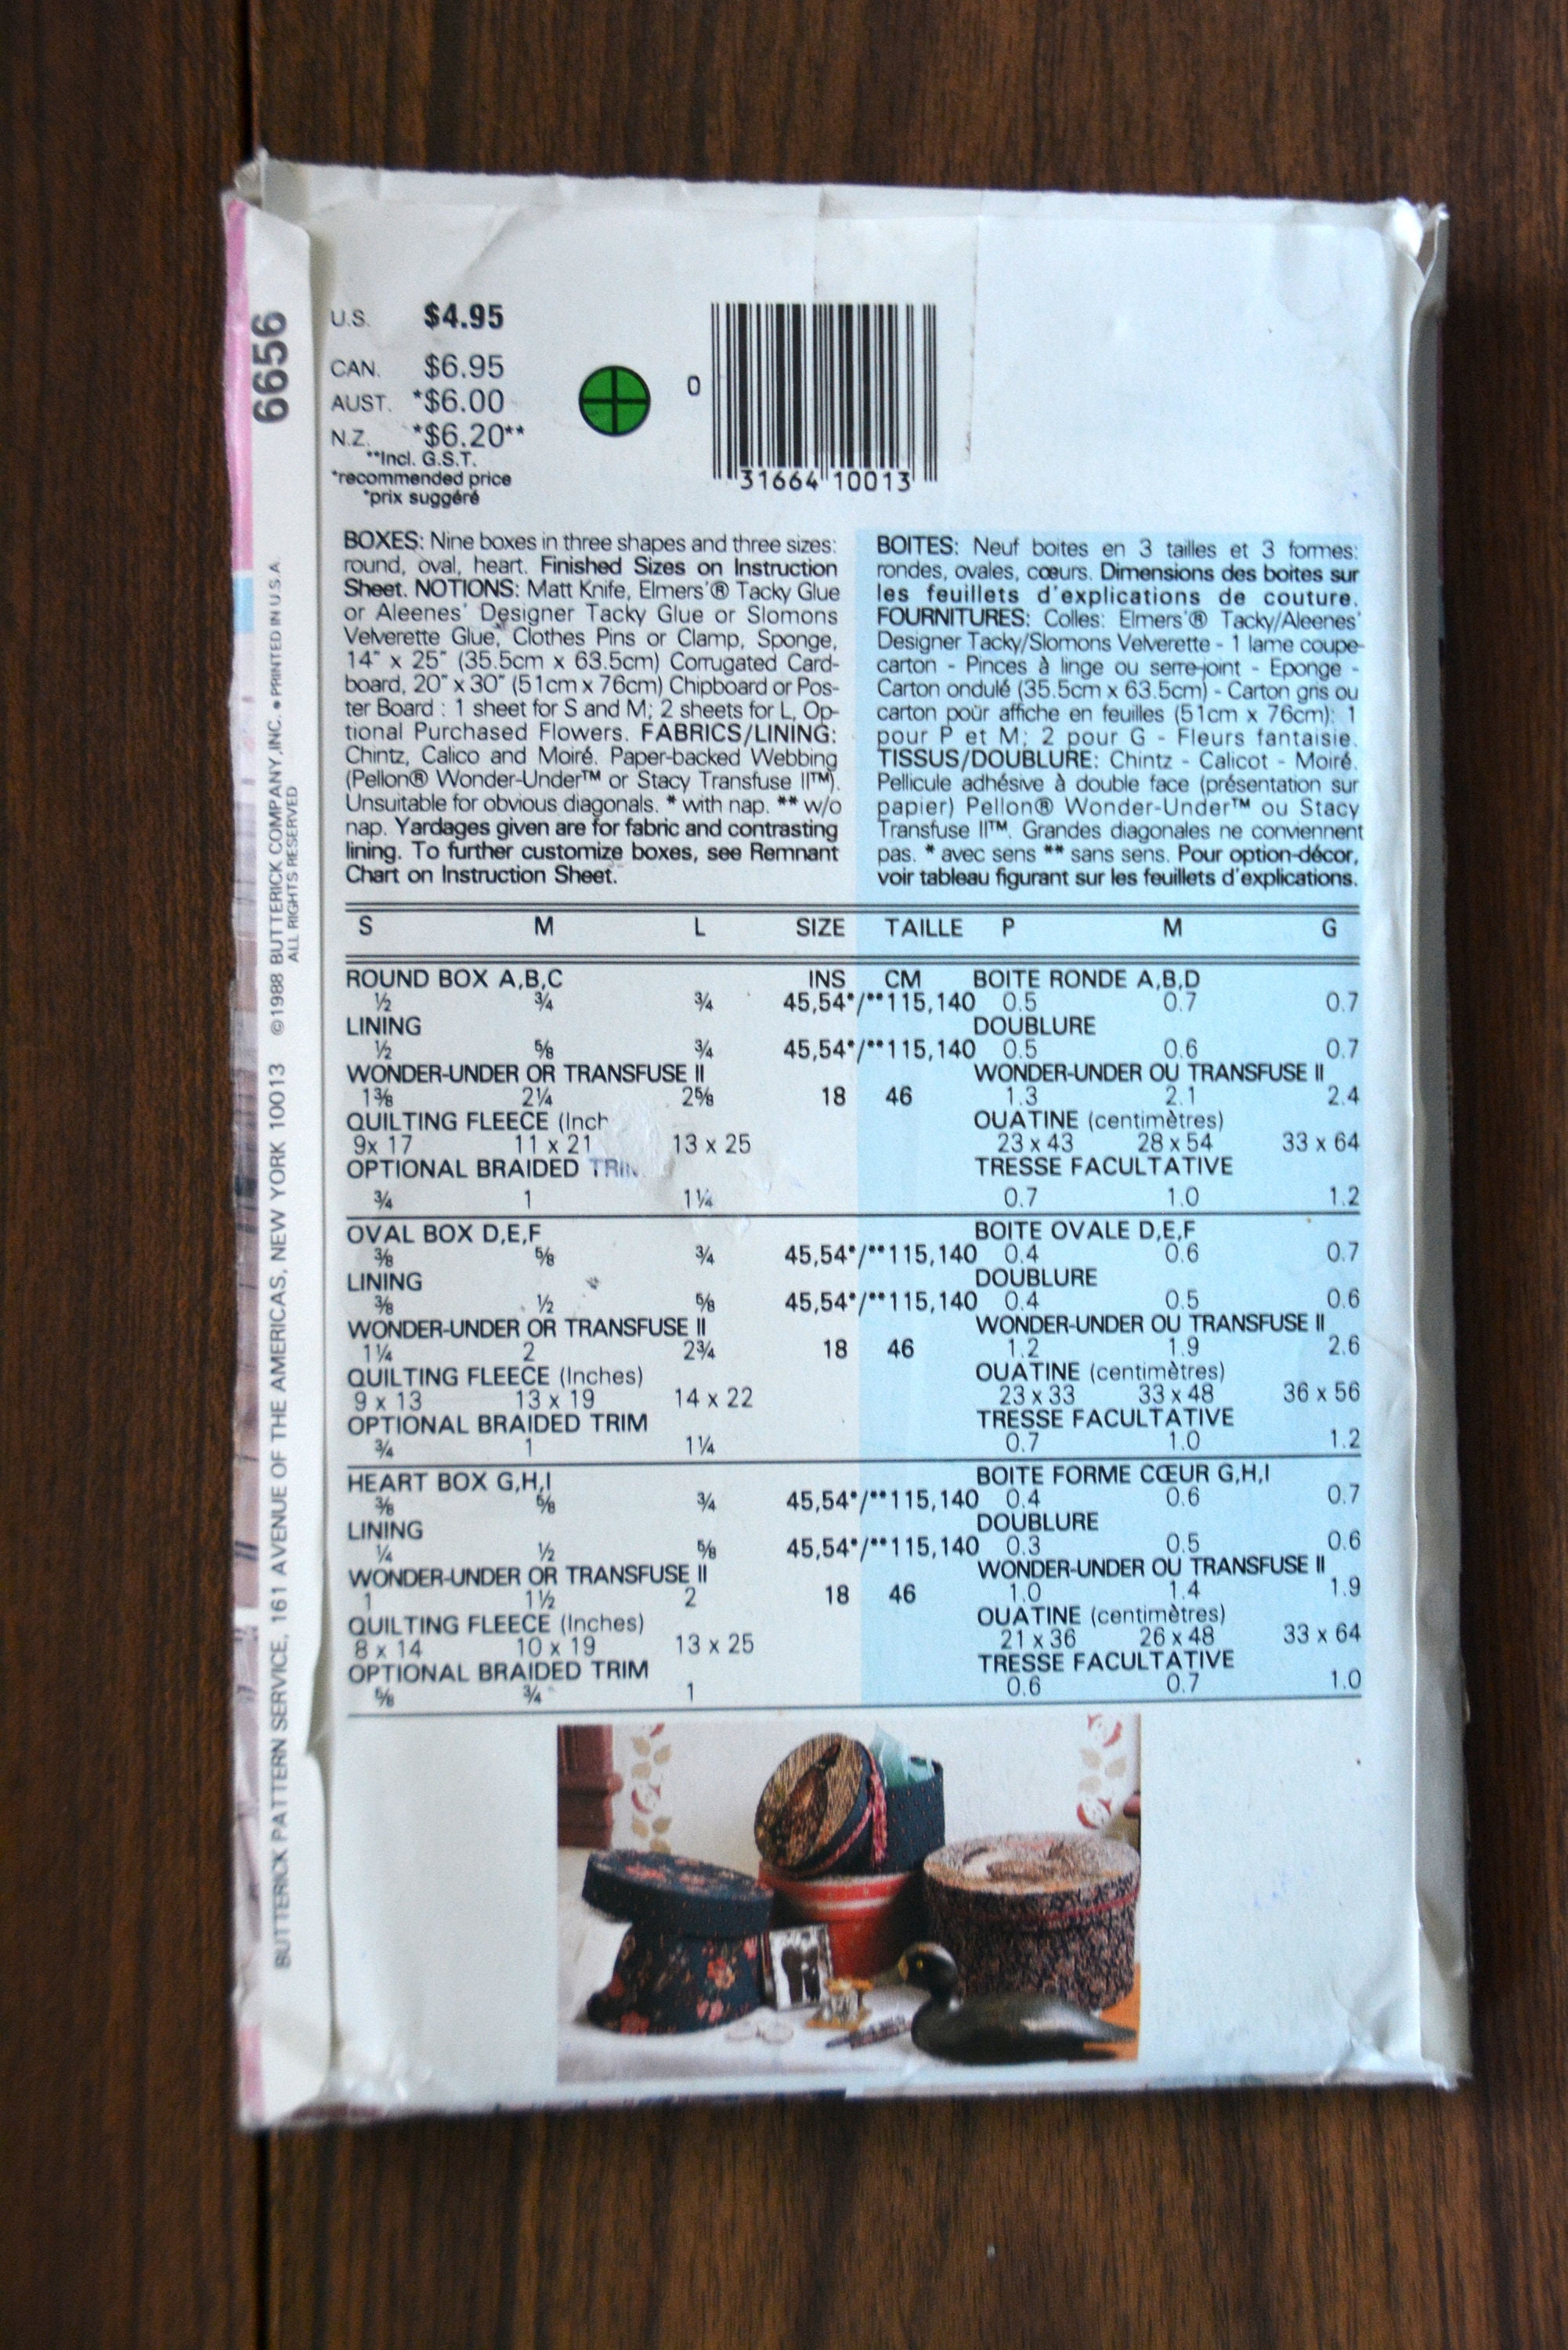 6656
©1988 BUTTERICK COMPANY, INC. • PRINTED IN U.S.A.
ALL RIGHTS RESERVED
BUTTERICK PATTERN SERVICE, 161 AVENUE OF THE AMERICAS, NEW YORK 10013
U.S. $4.95
CAN. $6.95
AUST. *$6.00
N.Z. *$6.20**
**Incl. G.S.T.
*recommended price
*prix suggéré
0 31664 10013
BOXES: Nine boxes in three shapes and three sizes:
round, oval, heart. Finished Sizes on Instruction
Sheet. NOTIONS: Matt Knife, Elmers'® Tacky Glue
or Aleenes' Designer Tacky Glue or Slomons
Velverette Glue, Clothes Pins or Clamp, Sponge,
14" x 25" (35.5cm x 63.5cm) Corrugated Card-
board, 20" x 30" (51cm x 76cm) Chipboard or Pos-
ter Board : 1 sheet for S and M; 2 sheets for L, Op-
tional Purchased Flowers. FABRICS/LINING:
Chintz, Calico and Moiré. Paper-backed Webbing
(Pellon® Wonder-Under™ or Stacy Transfuse II™).
Unsuitable for obvious diagonals. * with nap. ** w/o
nap. Yardages given are for fabric and contrasting
lining. To further customize boxes, see Remnant
Chart on Instruction Sheet.
BOITES: Neuf boites en 3 tailles et 3 formes:
rondes, ovales, cœurs. Dimensions des boites sur
les feuillets d'explications de couture.
FOURNITURES: Colles: Elmers'® Tacky/Aleenes'
Designer Tacky/Slomons Velverette - 1 lame coupe-
carton - Pinces à linge ou serre-joint - Eponge -
Carton ondulé (35.5cm x 63.5cm) - Carton gris ou
carton pour affiche en feuilles (51cm x 76cm): 1
pour P et M; 2 pour G - Fleurs fantaisie.
TISSUS/DOUBLURE: Chintz - Calicot - Moiré.
Pellicule adhésive à double face (présentation sur
papier) Pellon® Wonder-Under™ ou Stacy
Transfuse II™. Grandes diagonales ne conviennent
pas. * avec sens ** sans sens. Pour option-décor,
voir tableau figurant sur les feuillets d'explications.
S M L SIZE TAILLE P M G
ROUND BOX A,B,C INS CM BOITE RONDE A,B,D
½ ¾ ¾ 45,54*/**115,140 0.5 0.7 0.7
LINING DOUBLURE
½ ⅝ ¾ 45,54*/**115,140 0.5 0.6 0.7
WONDER-UNDER OR TRANSFUSE II WONDER-UNDER OU TRANSFUSE II
1⅜ 2¼ 2⅝ 18 46 1.3 2.1 2.4
QUILTING FLEECE (Inch OUATINE (centimètres)
9x 17 11 x 21 13 x 25 23 x 43 28 x 54 33 x 64
OPTIONAL BRAIDED TRIM TRESSE FACULTATIVE
¾ 1 1¼ 0.7 1.0 1.2
OVAL BOX D,E,F BOITE OVALE D,E,F
⅜ ⅝ ¾ 45,54*/**115,140 0.4 0.6 0.7
LINING DOUBLURE
⅜ ½ ⅝ 45,54*/**115,140 0.4 0.5 0.6
WONDER-UNDER OR TRANSFUSE II WONDER-UNDER OU TRANSFUSE II
1¼ 2 2¾ 18 46 1.2 1.9 2.6
QUILTING FLEECE (Inches) OUATINE (centimètres)
9 x 13 13 x 19 14 x 22 23 x 33 33 x 48 36 x 56
OPTIONAL BRAIDED TRIM TRESSE FACULTATIVE
¾ 1 1¼ 0.7 1.0 1.2
HEART BOX G,H,I BOITE FORME CŒUR G,H,I
⅜ ⅝ ¾ 45,54*/**115,140 0.4 0.6 0.7
LINING DOUBLURE
¼ ½ ⅝ 45,54*/**115,140 0.3 0.5 0.6
WONDER-UNDER OR TRANSFUSE II WONDER-UNDER OU TRANSFUSE II
1 1½ 2 18 46 1.0 1.4 1.9
QUILTING FLEECE (Inches) OUATINE (centimètres)
8 x 14 10 x 19 13 x 25 21 x 36 26 x 48 33 x 64
OPTIONAL BRAIDED TRIM TRESSE FACULTATIVE
⅝ ¾ 1 0.6 0.7 1.0